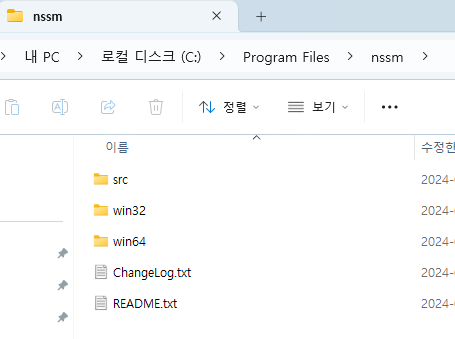 nssm
내 PC
로컬 디스크 (C:)
Program Files
nssm
정렬
보기
이름
수정한
src
2024-
win32
2024-
win64
2024-
ChangeLog.txt
2024-
README.txt
2024-